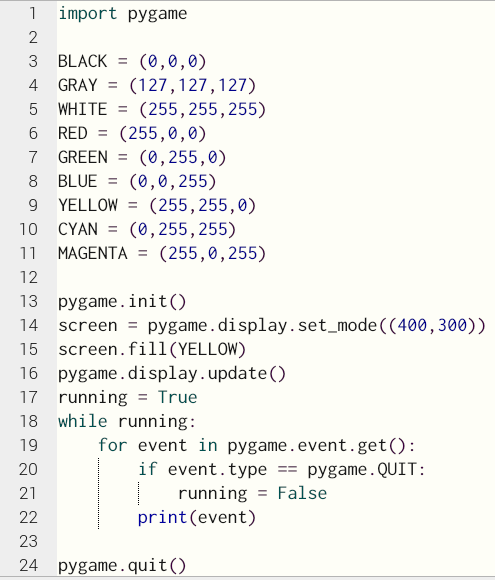 1 import pygame
2
3 BLACK = (0,0,0)
4 GRAY = (127,127,127)
5 WHITE = (255,255,255)
6 RED = (255,0,0)
7 GREEN = (0,255,0)
8 BLUE = (0,0,255)
9 YELLOW = (255,255,0)
10 CYAN = (0,255,255)
11 MAGENTA = (255,0,255)
12
13 pygame.init()
14 screen = pygame.display.set_mode((400,300))
15 screen.fill(YELLOW)
16 pygame.display.update()
17 running = True
18 while running:
19     for event in pygame.event.get():
20         if event.type == pygame.QUIT:
21             running = False
22         print(event)
23
24 pygame.quit()